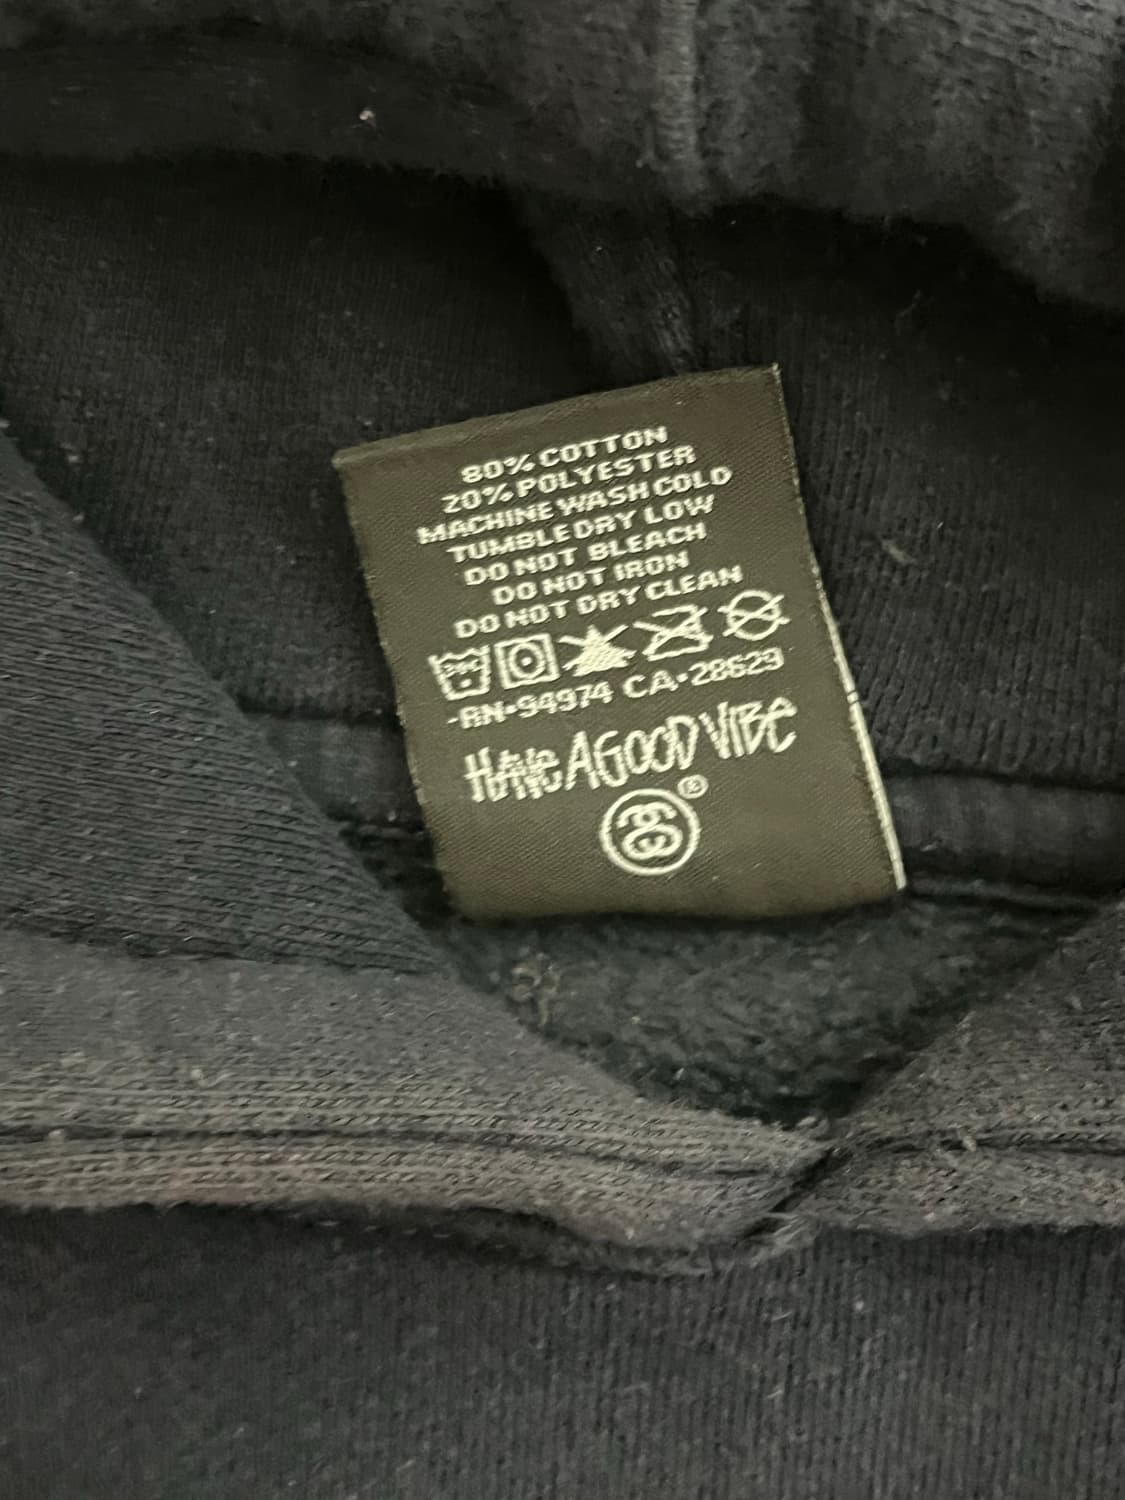 80% COTTON
20% POLYESTER
MACHINE WASH COLD
TUMBLE DRY LOW
DO NOT BLEACH
DO NOT IRON
DO NOT DRY CLEAN
-RN•94974 CA•28629
HAVE A GOOD VIBE
®